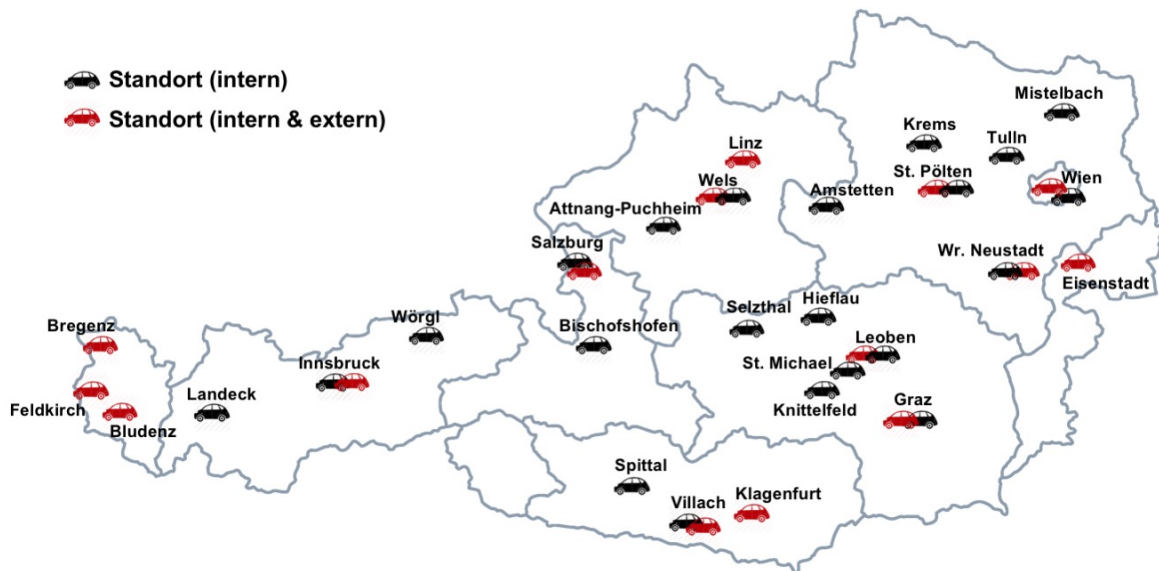 Standort (intern)
Standort (intern & extern)
Mistelbach
Krems
Tulln
Linz
St. Pölten
Wien
Wels
Amstetten
Attnang-Puchheim
Salzburg
Wr. Neustadt
Eisenstadt
Hieflau
Selzthal
Wörgl
Bischofshofen
Bregenz
Leoben
Innsbruck
St. Michael
Landeck
Knittelfeld
Graz
Feldkirch
Bludenz
Spittal
Villach
Klagenfurt